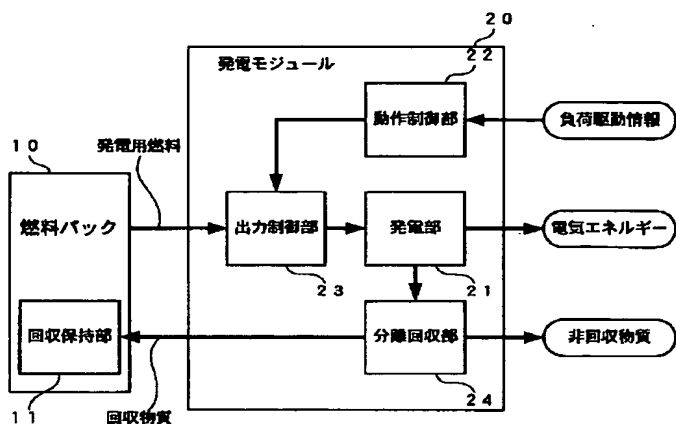 20
発電モジュール
22
動作制御部
負荷駆動情報
10
発電用燃料
燃料パック
出力制御部
23
発電部
21
電気エネルギー
回収保持部
11
回収物質
分離回収部
24
非回収物質